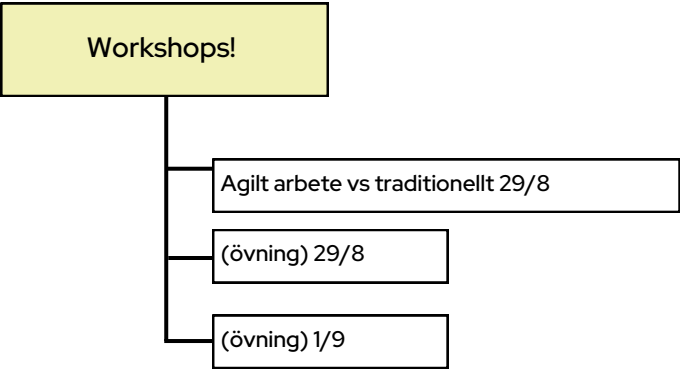 Workshops!
Agilt arbete vs traditionellt 29/8
(övning) 29/8
(övning) 1/9